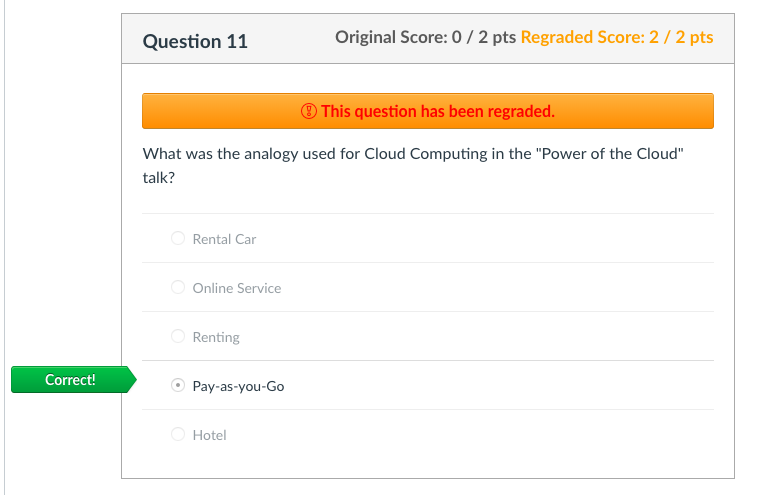 Question 11
Original Score: 0 / 2 pts Regraded Score: 2 / 2 pts
This question has been regraded.
What was the analogy used for Cloud Computing in the "Power of the Cloud"
talk?
Rental Car
Online Service
Renting
Correct!
Pay-as-you-Go
Hotel